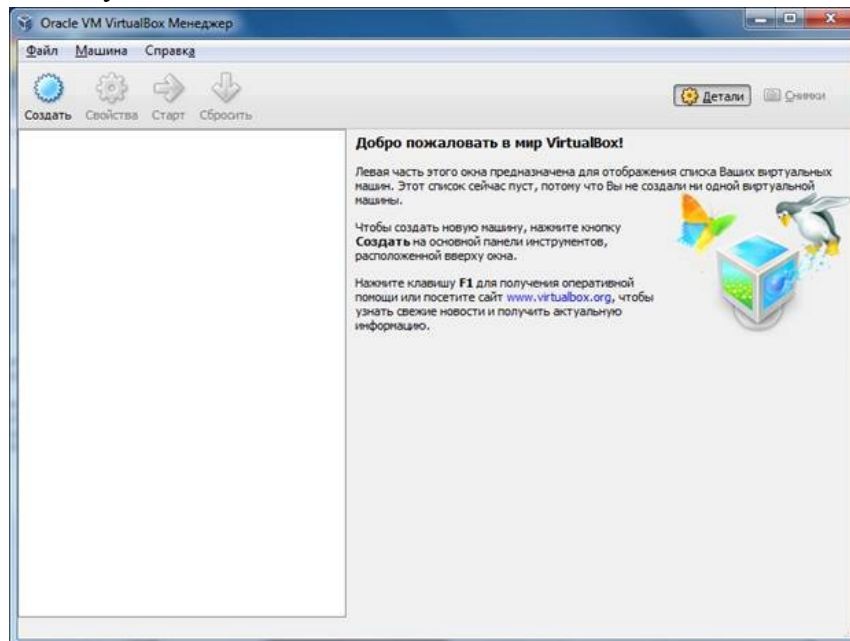 Oracle VM VirtualBox Менеджер
Файл Машина Справка
Создать Свойства Старт Сбросить
Детали Снимки
Добро пожаловать в мир VirtualBox!
Левая часть этого окна предназначена для отображения списка Ваших виртуальных
машин. Этот список сейчас пуст, потому что Вы не создали ни одной виртуальной
машины.
Чтобы создать новую машину, нажмите кнопку
Создать на основной панели инструментов,
расположенной вверху окна.
Нажмите клавишу F1 для получения оперативной
помощи или посетите сайт www.virtualbox.org, чтобы
узнать свежие новости и получить актуальную
информацию.